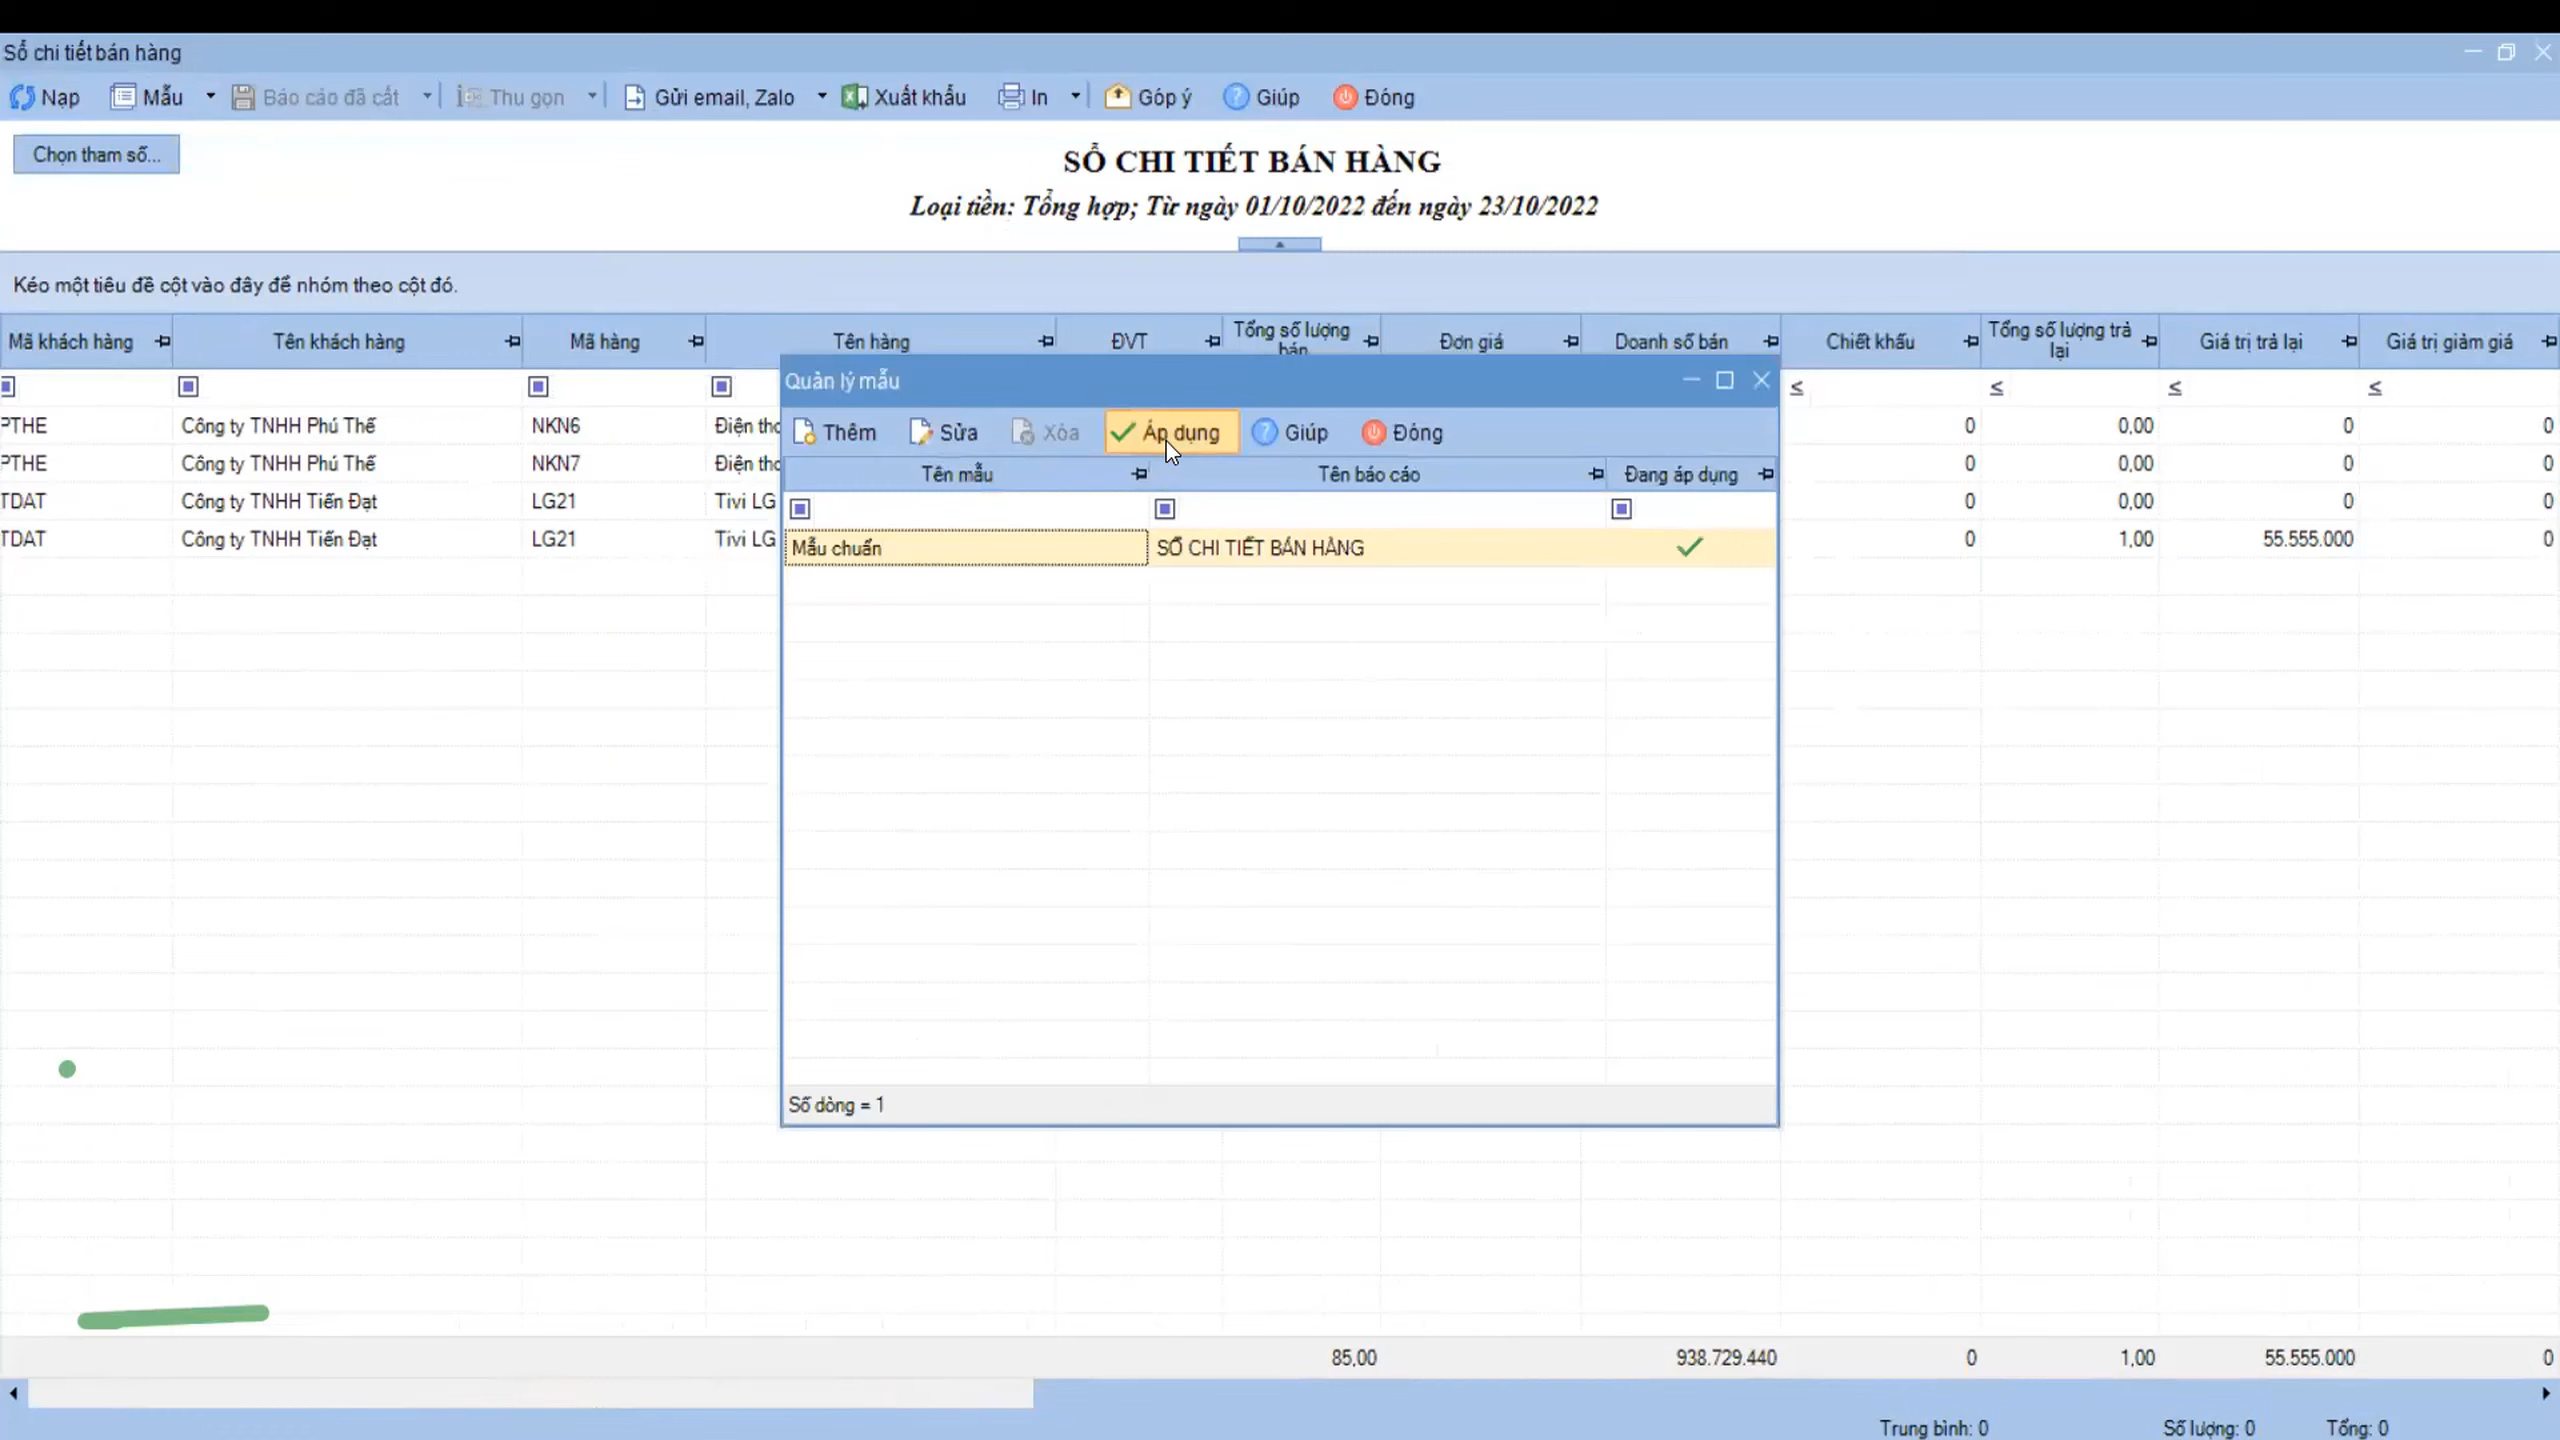 Sổ chi tiết bán hàng
Nạp Mẫu Báo cáo đã cất Thu gọn Gửi email, Zalo Xuất khẩu In Góp ý Giúp Đóng
Chọn tham số...
SỔ CHI TIẾT BÁN HÀNG
Loại tiền: Tổng hợp; Từ ngày 01/10/2022 đến ngày 23/10/2022
Kéo một tiêu đề cột vào đây để nhóm theo cột đó.
Mã khách hàng Tên khách hàng Mã hàng Tên hàng ĐVT Tổng số lượng bán Đơn giá Doanh số bán Chiết khấu Tổng số lượng trả lại Giá trị trả lại Giá trị giảm giá
≤ ≤ ≤ ≤
PTHE Công ty TNHH Phú Thế NKN6 Điện tho 0 0,00 0 0
PTHE Công ty TNHH Phú Thế NKN7 Điện tho 0 0,00 0 0
TDAT Công ty TNHH Tiến Đạt LG21 Tivi LG 0 0,00 0 0
TDAT Công ty TNHH Tiến Đạt LG21 Tivi LG 0 1,00 55.555.000 0
Quản lý mẫu
Thêm Sửa Xóa Áp dụng Giúp Đóng
Tên mẫu Tên báo cáo Đang áp dụng
Mẫu chuẩn SỔ CHI TIẾT BÁN HÀNG
Số dòng = 1
85,00 938.729.440 0 1,00 55.555.000 0
Trung bình: 0 Số lượng: 0 Tổng: 0